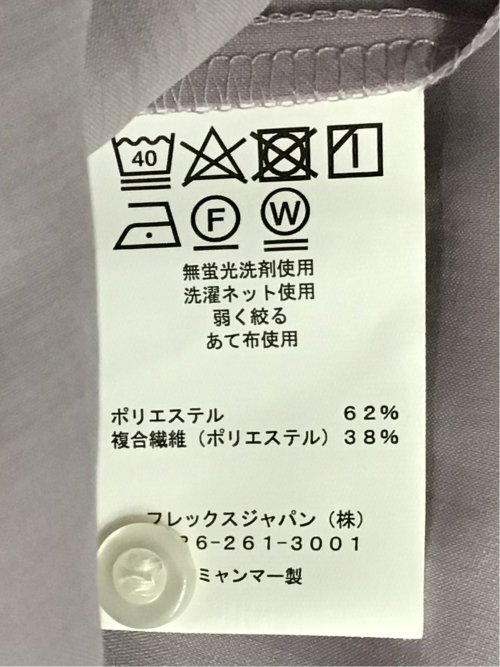 40
F W
無蛍光洗剤使用
洗濯ネット使用
弱く絞る
あて布使用
ポリエステル 62%
複合繊維(ポリエステル)38%
フレックスジャパン(株)
26-261-3001
ミャンマー製